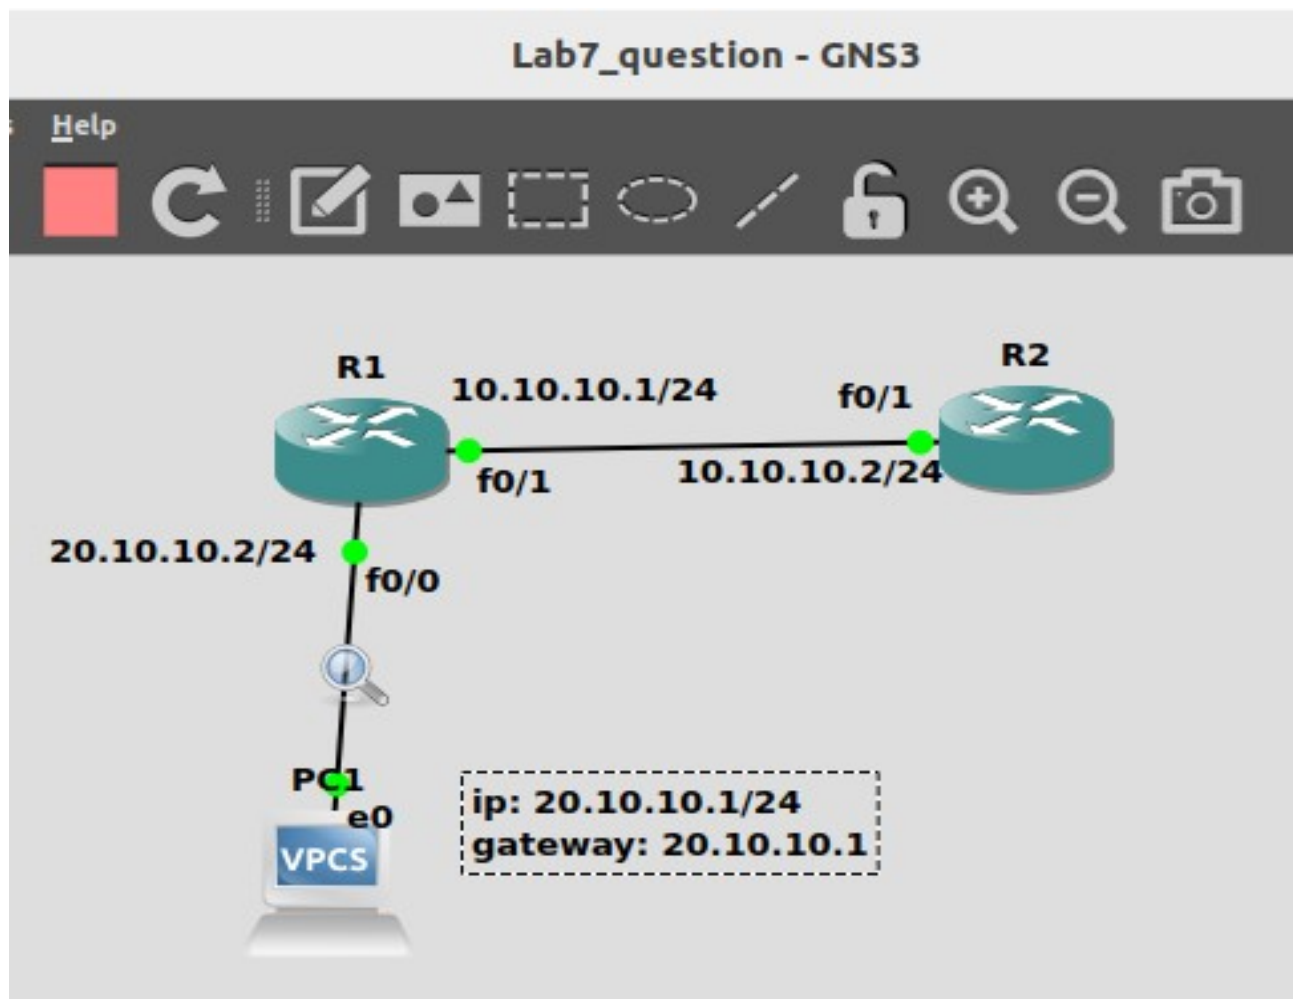 Lab7_question - GNS3
Help
R1
R2
10.10.10.1/24
f0/1
f0/1
10.10.10.2/24
20.10.10.2/24
f0/0
PC1
e0
VPCS
ip: 20.10.10.1/24
gateway: 20.10.10.1